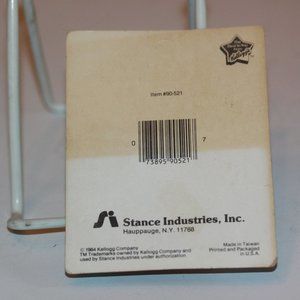 Item #90-521
0 73895 90521 7
Stance Industries, Inc.
Hauppauge, N.Y. 11788
© 1984 Kellogg Company
TM Trademarks owned by Kellogg Company and
used by Stance Industries under authorization.
Made in Taiwan
Printed and Packaged
in U.S.A.